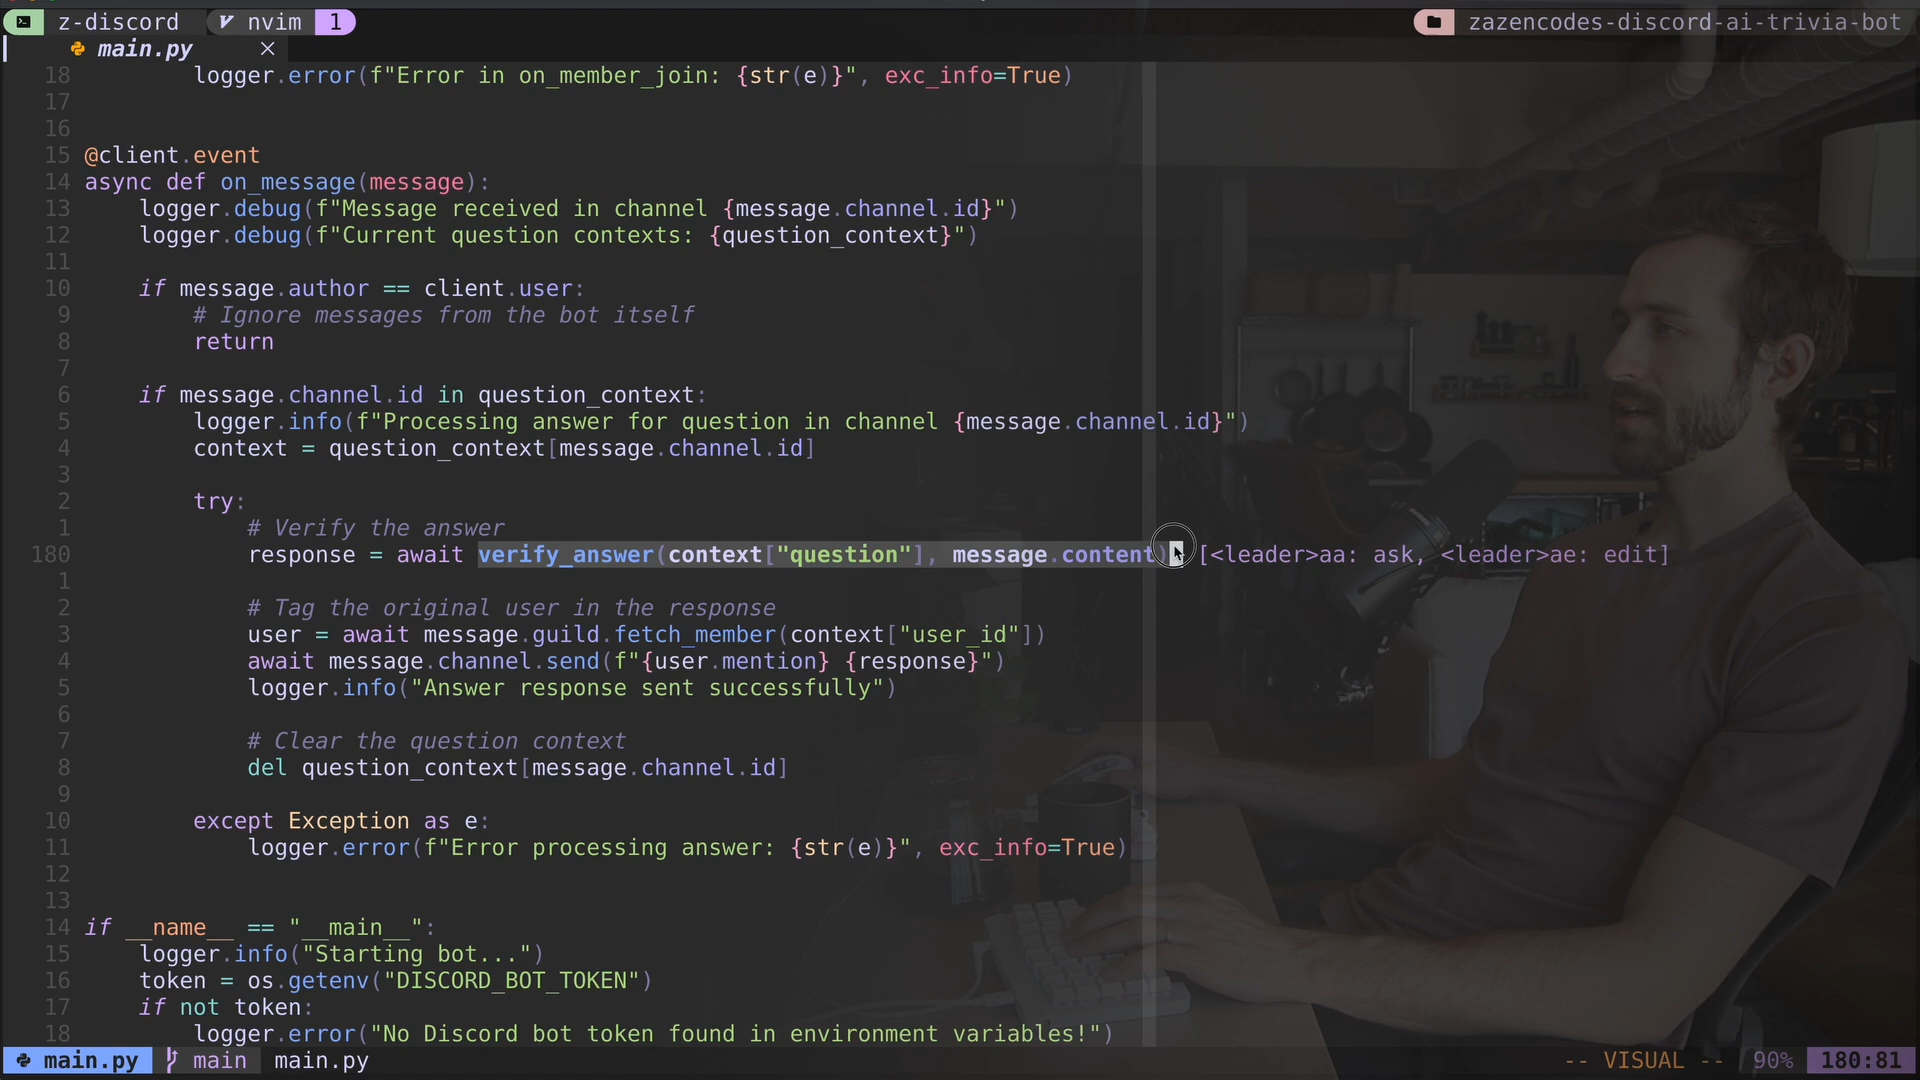 z-discord nvim 1 zazencodes-discord-ai-trivia-bot
main.py ×
18 logger.error(f"Error in on_member_join: {str(e)}", exc_info=True)
17
16
15 @client.event
14 async def on_message(message):
13 logger.debug(f"Message received in channel {message.channel.id}")
12 logger.debug(f"Current question contexts: {question_context}")
11
10 if message.author == client.user:
9 # Ignore messages from the bot itself
8 return
7
6 if message.channel.id in question_context:
5 logger.info(f"Processing answer for question in channel {message.channel.id}")
4 context = question_context[message.channel.id]
3
2 try:
1 # Verify the answer
180 response = await verify_answer(context["question"], message.content) [<leader>aa: ask, <leader>ae: edit]
1
2 # Tag the original user in the response
3 user = await message.guild.fetch_member(context["user_id"])
4 await message.channel.send(f"{user.mention} {response}")
5 logger.info("Answer response sent successfully")
6
7 # Clear the question context
8 del question_context[message.channel.id]
9
10 except Exception as e:
11 logger.error(f"Error processing answer: {str(e)}", exc_info=True)
12
13
14 if __name__ == "__main__":
15 logger.info("Starting bot...")
16 token = os.getenv("DISCORD_BOT_TOKEN")
17 if not token:
18 logger.error("No Discord bot token found in environment variables!")
main.py main main.py -- VISUAL -- 90% 180:81